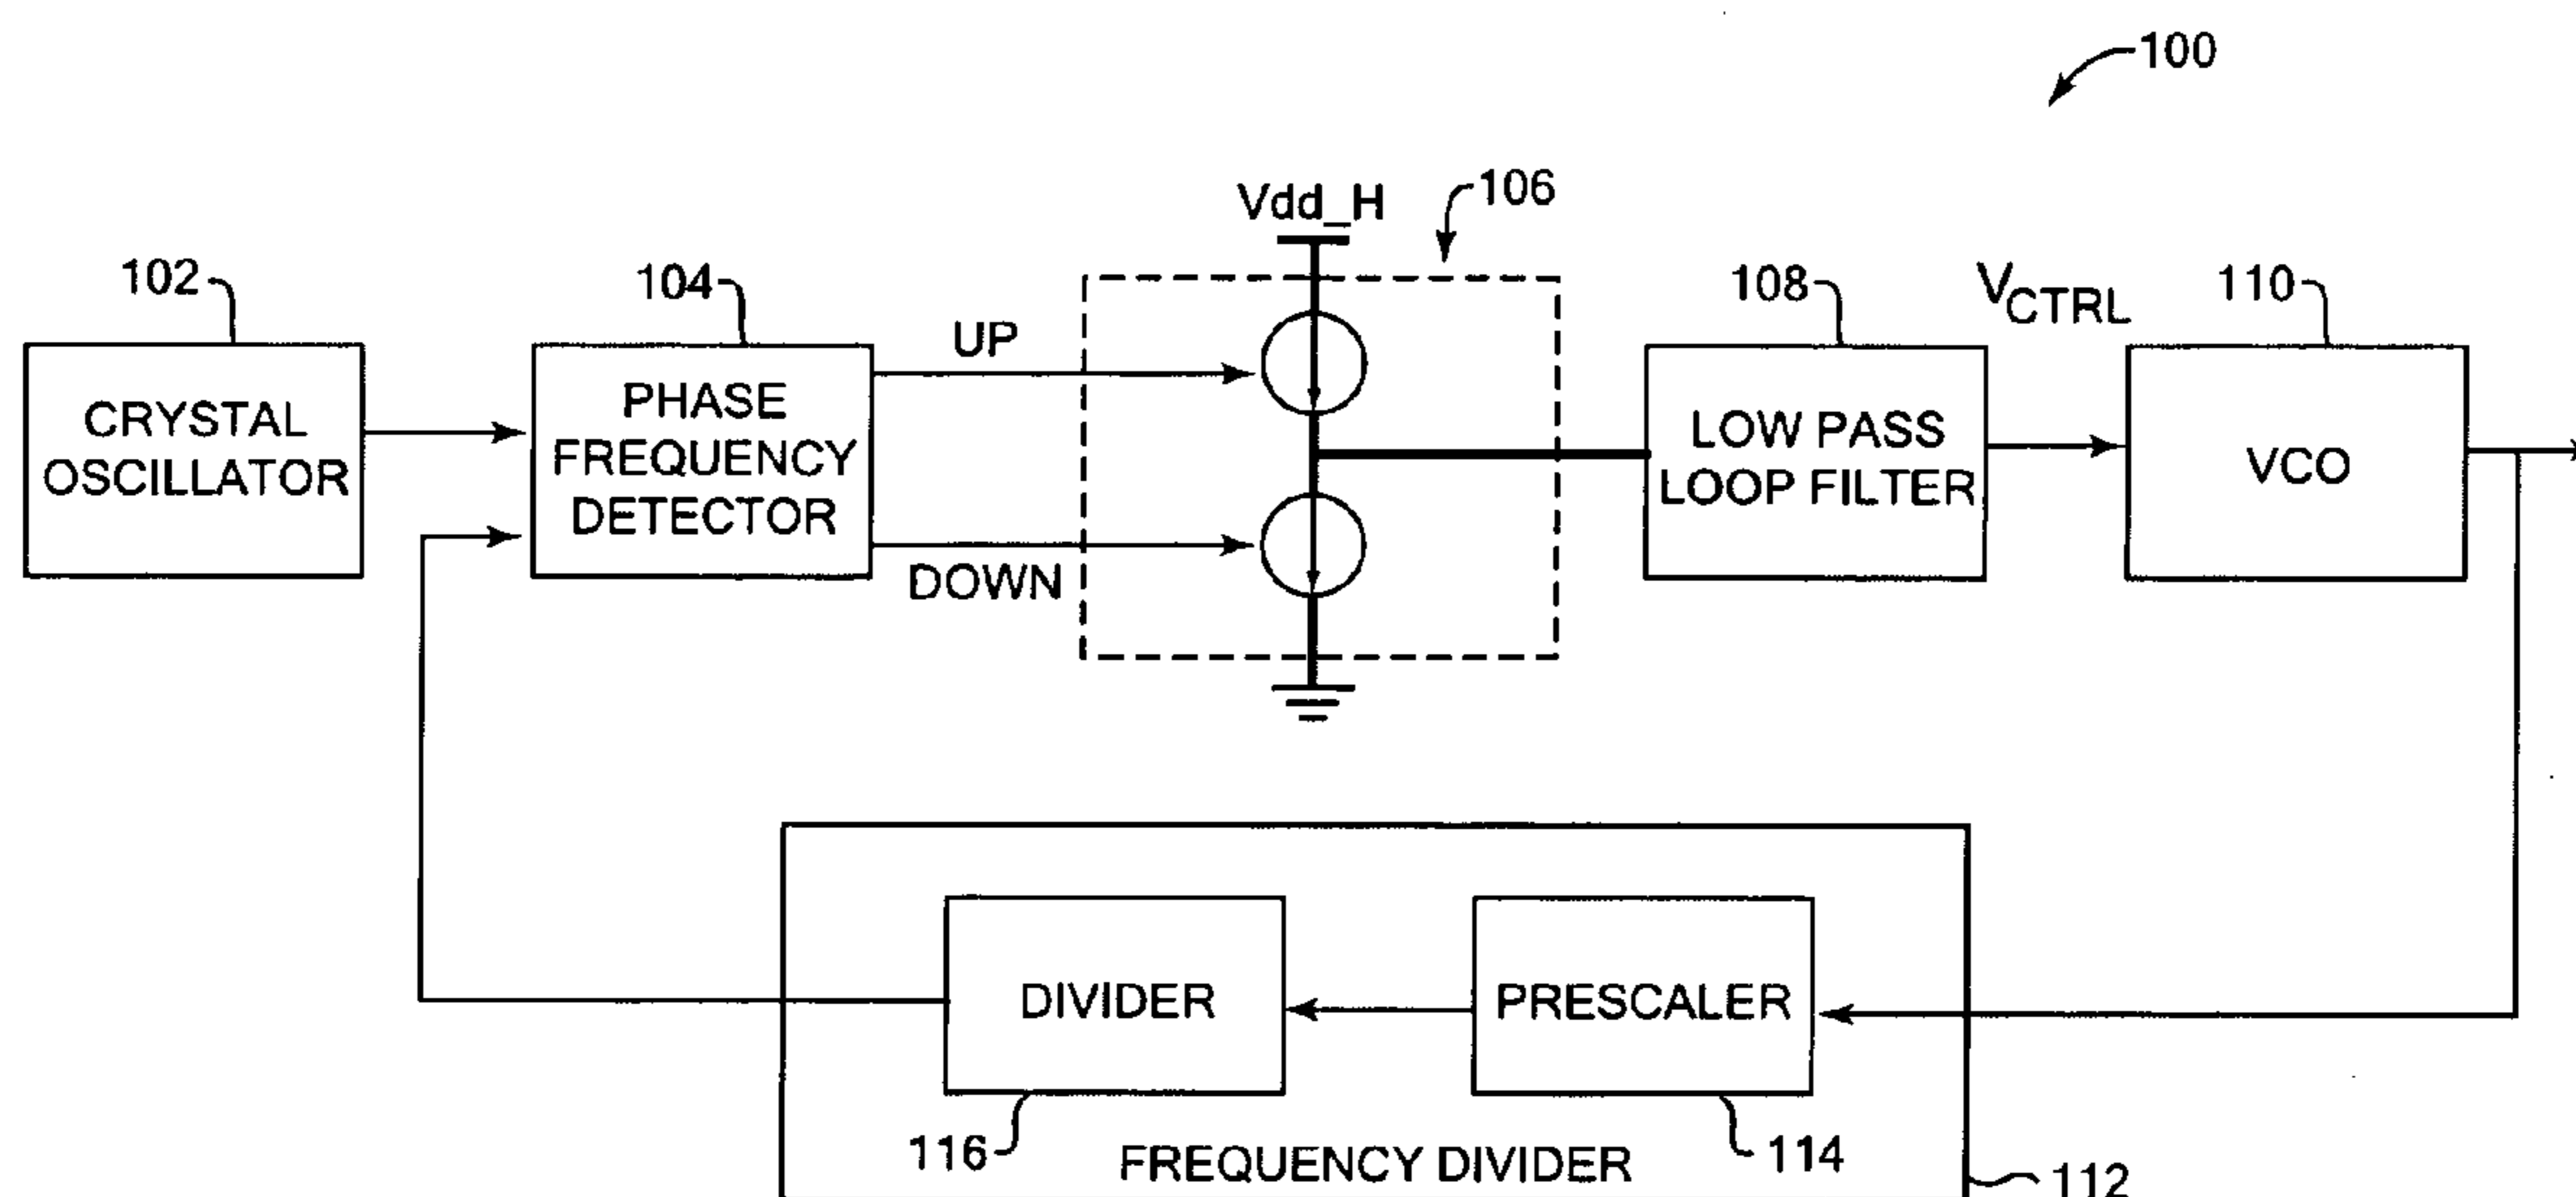 100
Vdd_H
106
102
104
108
VCTRL
110
UP
CRYSTAL
OSCILLATOR
PHASE
FREQUENCY
DETECTOR
LOW PASS
LOOP FILTER
VCO
DOWN
DIVIDER
PRESCALER
116
114
FREQUENCY DIVIDER
112